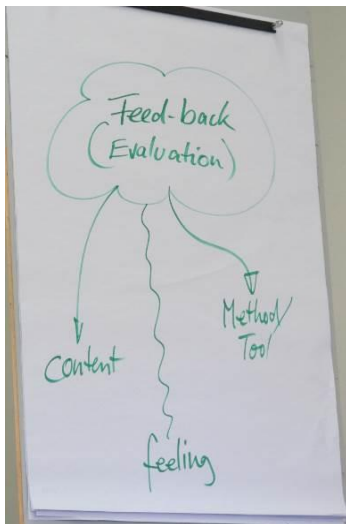 Feed-back
(Evaluation)
Content
Method/
Tool
feeling